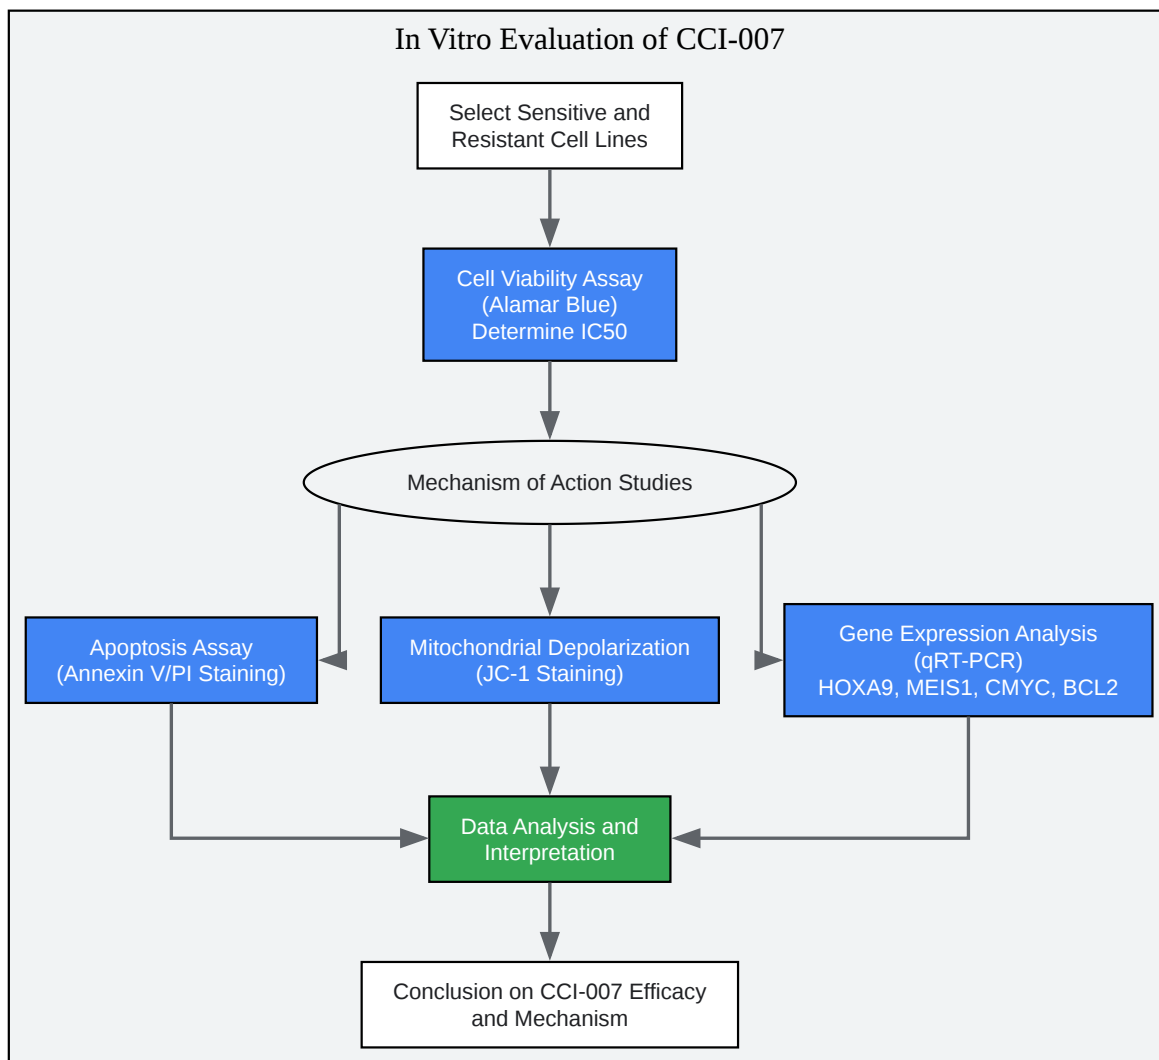 In Vitro Evaluation of CCI-007
Select Sensitive and
Resistant Cell Lines
Cell Viability Assay
(Alamar Blue)
Determine IC50
Mechanism of Action Studies
Apoptosis Assay
(Annexin V/PI Staining)
Mitochondrial Depolarization
(JC-1 Staining)
Gene Expression Analysis
(qRT-PCR)
HOXA9, MEIS1, CMYC, BCL2
Data Analysis and
Interpretation
Conclusion on CCI-007 Efficacy
and Mechanism